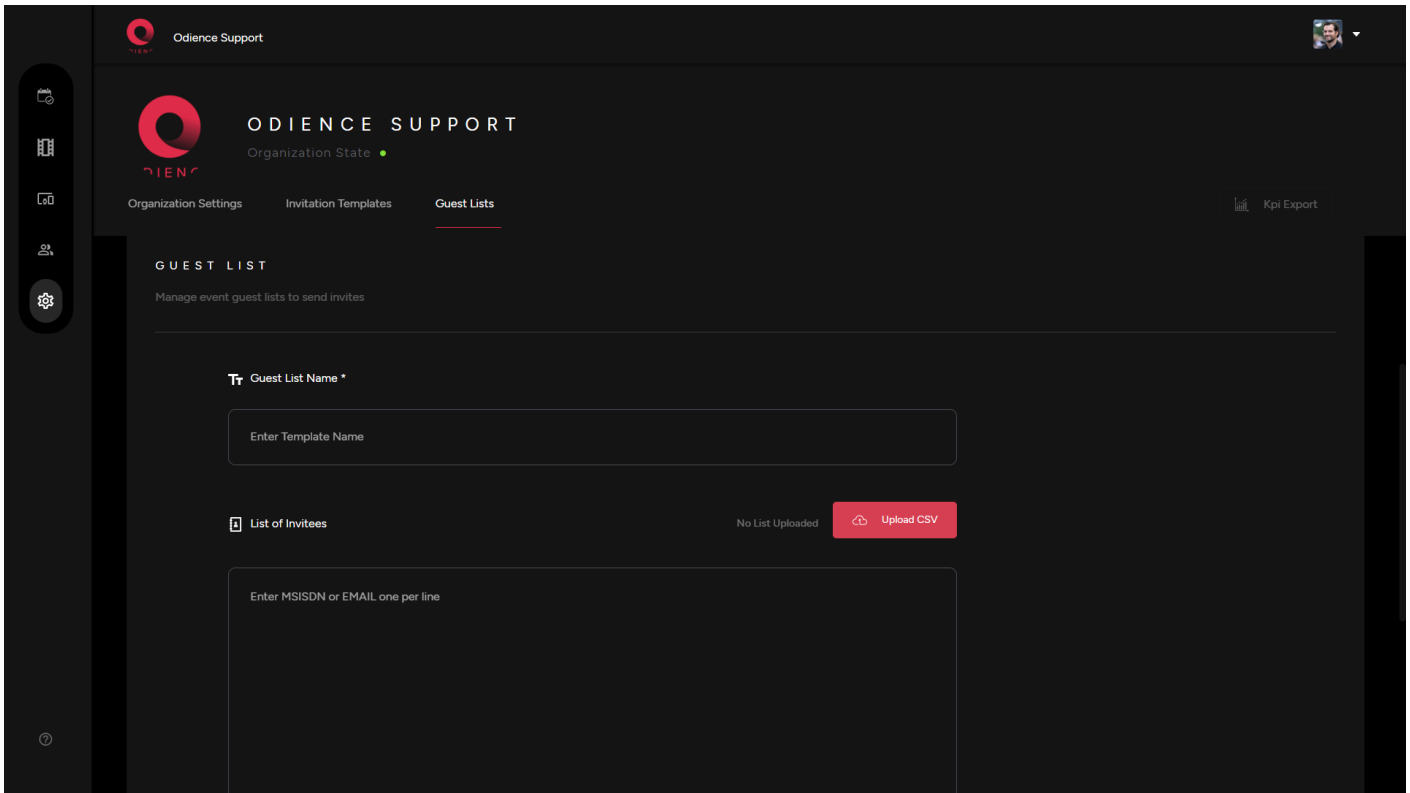 Odience Support
ODIENCE SUPPORT
Organization State
DIENC
Organization Settings
Invitation Templates
Guest Lists
Kpi Export
GUEST LIST
Manage event guest lists to send invites
Guest List Name *
Enter Template Name
List of Invitees
No List Uploaded
Upload CSV
Enter MSISDN or EMAIL one per line